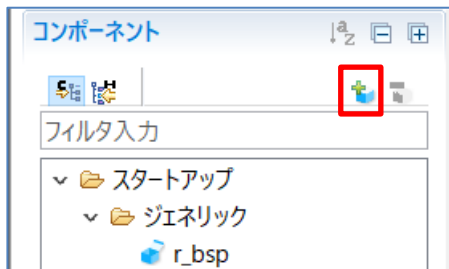 コンポーネント
フィルタ入力
スタートアップ
ジェネリック
r_bsp